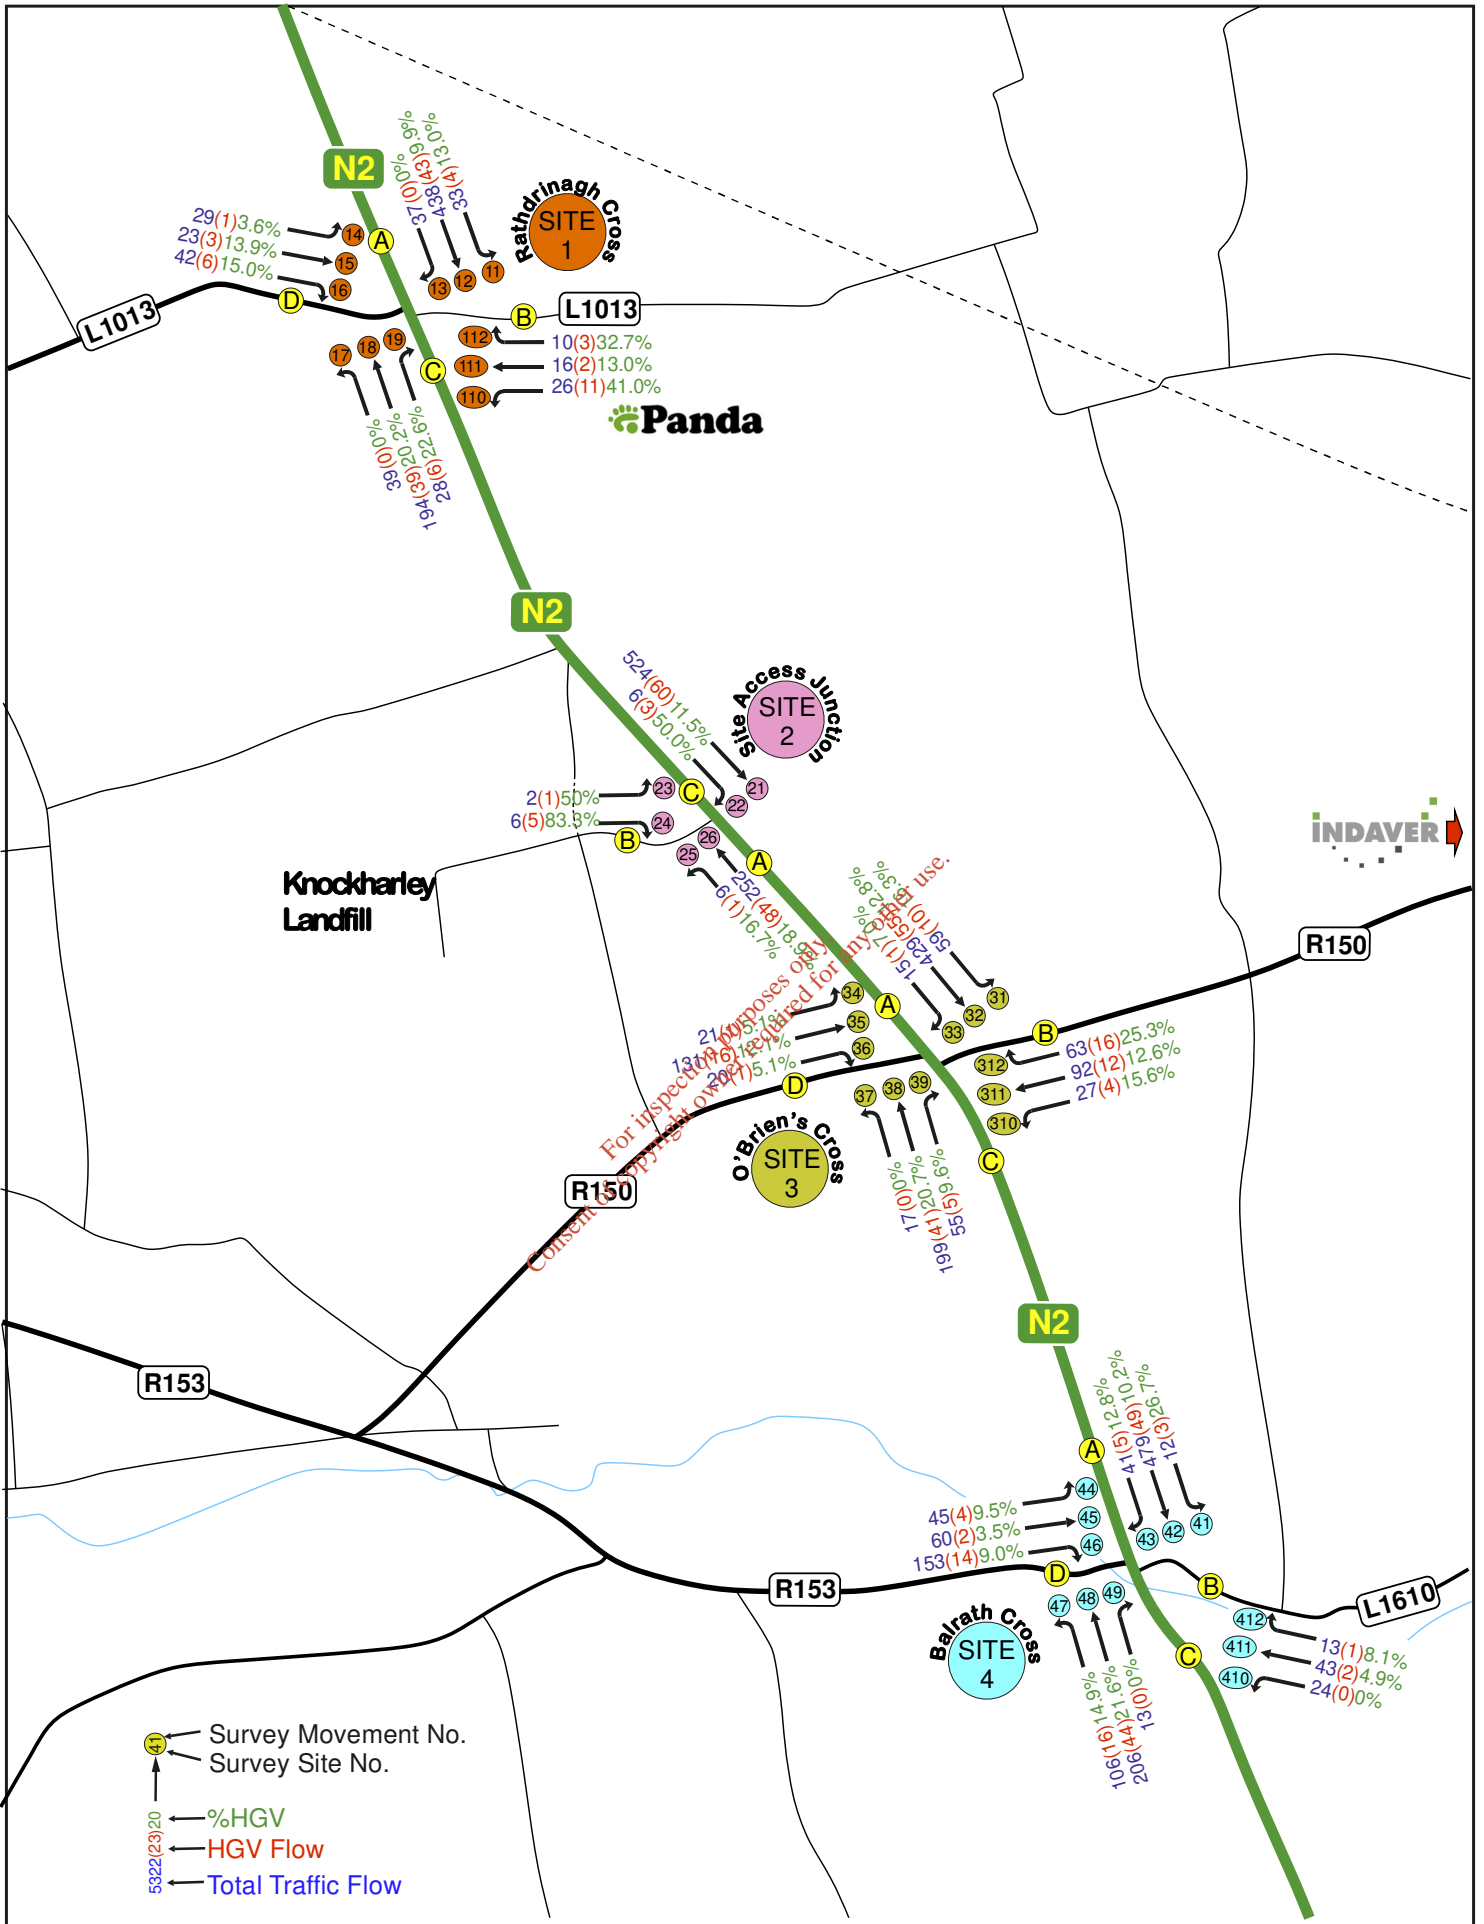 N2
37(0)0%
438(43)9.9%
33(4)13.0%
Rathdrinagh Cross
SITE
1
29(1)3.6%
23(3)13.9%
42(6)15.0%
14
A
15
16
13
12
11
D
L1013
B
L1013
112
10(3)32.7%
111
16(2)13.0%
110
26(11)41.0%
17
18
19
C
39(0)0%
194(39)20.2%
28(6)22.6%
Panda
N2
524(60)11.5%
6(3)50.0%
Site Access Junction
SITE
2
2(1)50%
6(5)83.3%
23
C
21
22
24
B
26
25
A
252(48)18.9%
6(1)16.7%
Knockharley
Landfill
INDAVER
R150
15(1)
429(55)12.8%
59(10)
34
A
31
35
32
33
36
B
5.1%
D
312
63(16)25.3%
311
92(12)12.6%
310
27(4)15.6%
37
38
39
C
17(0)0%
199(41)20.7%
55(5)9.6%
O'Brien's Cross
SITE
3
R150
For inspection purposes only.
Consent of copyright owner required for any other use.
N2
R153
A
41(5)12.8%
479(49)10.2%
12(3)26.7%
44
45(4)9.5%
45
60(2)3.5%
46
153(14)9.0%
43
42
41
D
B
R153
L1610
47
48
49
412
13(1)8.1%
411
43(2)4.9%
410
24(0)0%
C
106(16)14.9%
206(44)21.6%
13(0)0%
Balrath Cross
SITE
4
41
Survey Movement No.
Survey Site No.
5322(23)20
%HGV
HGV Flow
Total Traffic Flow